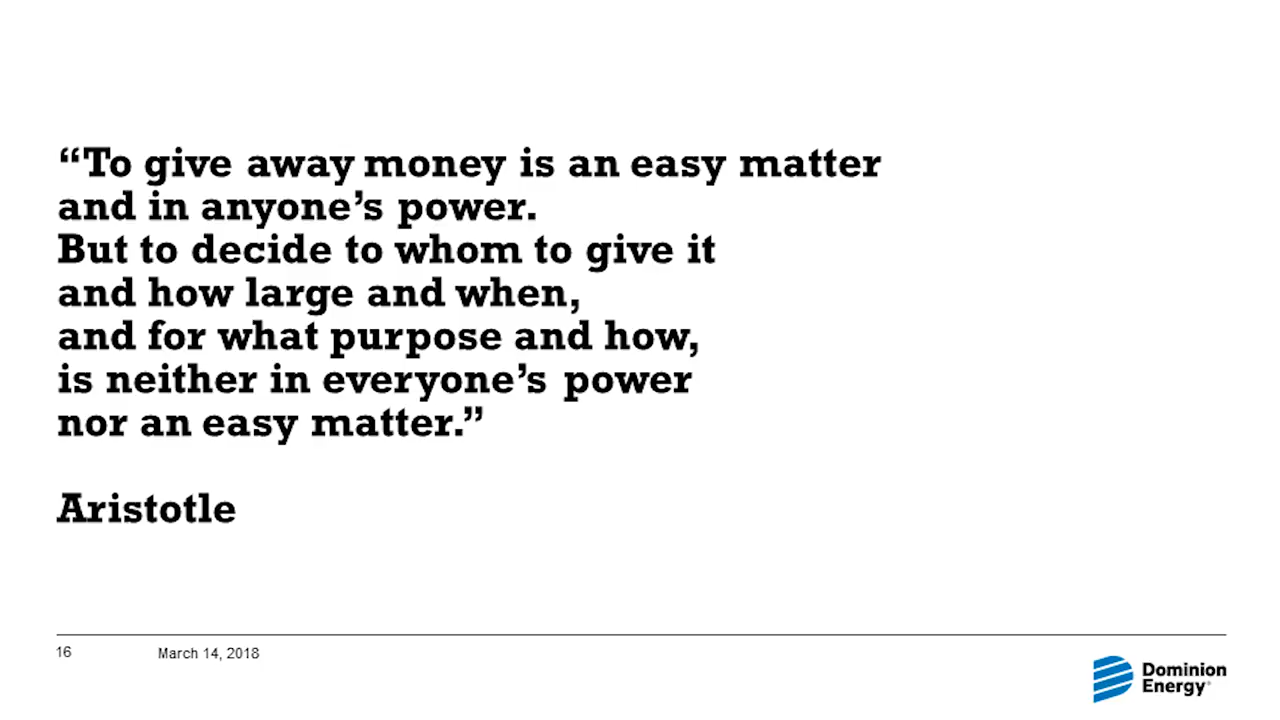 “To give away money is an easy matter
and in anyone’s power.
But to decide to whom to give it
and how large and when,
and for what purpose and how,
is neither in everyone’s power
nor an easy matter.”
Aristotle
16 March 14, 2018
Dominion
Energy®